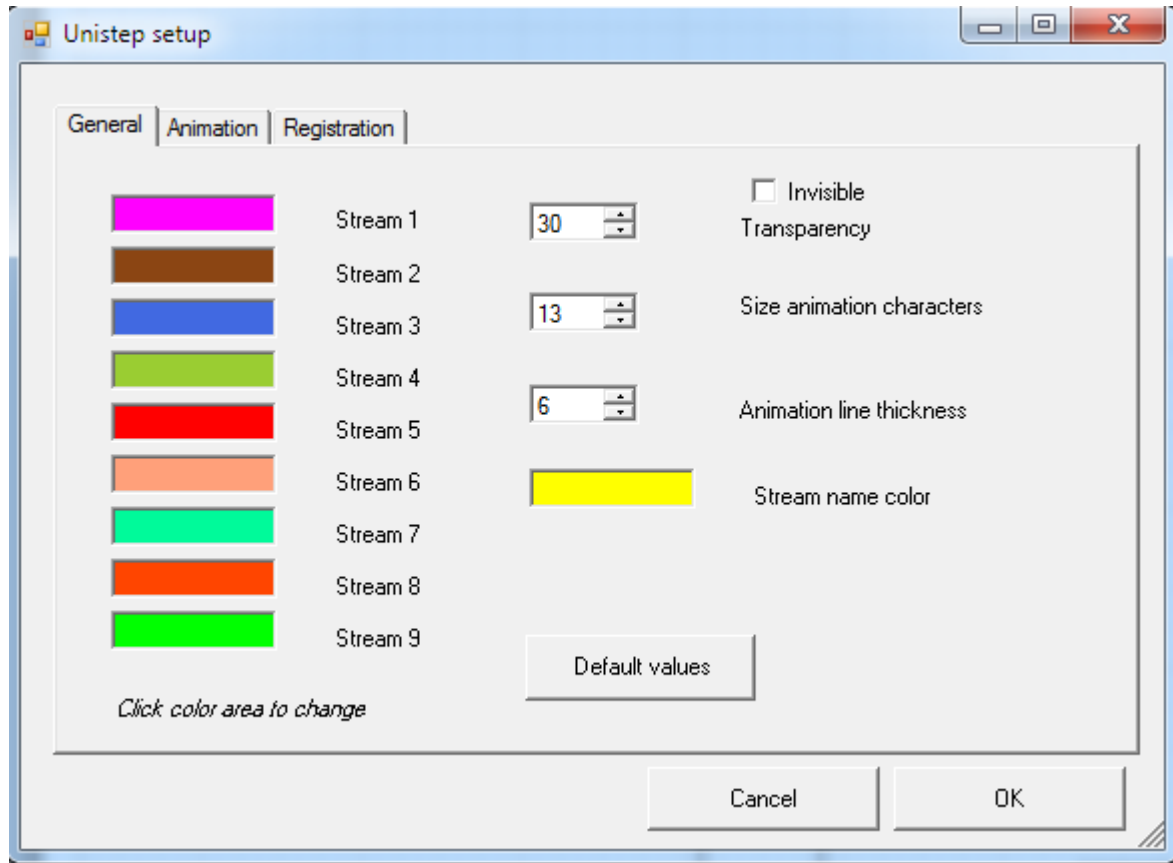 Unistep setup
General
Animation
Registration
Stream 1
Stream 2
Stream 3
Stream 4
Stream 5
Stream 6
Stream 7
Stream 8
Stream 9
Click color area to change
30
Invisible
Transparency
13
Size animation characters
6
Animation line thickness
Stream name color
Default values
Cancel
OK